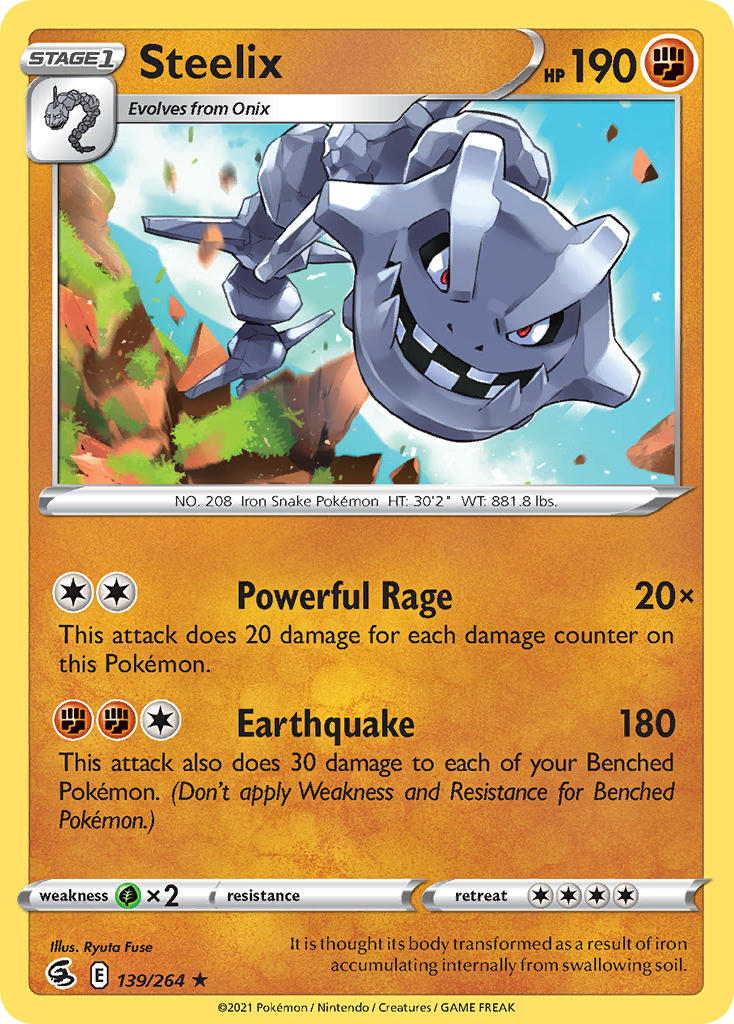 STAGE 1
Steelix
HP 190
Evolves from Onix
NO. 208 Iron Snake Pokémon HT: 30'2" WT: 881.8 lbs.
Powerful Rage 20×
This attack does 20 damage for each damage counter on
this Pokémon.
Earthquake 180
This attack also does 30 damage to each of your Benched
Pokémon. (Don't apply Weakness and Resistance for Benched
Pokémon.)
weakness ×2 resistance retreat
Illus. Ryuta Fuse
It is thought its body transformed as a result of iron
accumulating internally from swallowing soil.
E 139/264 ★
©2021 Pokémon / Nintendo / Creatures / GAME FREAK